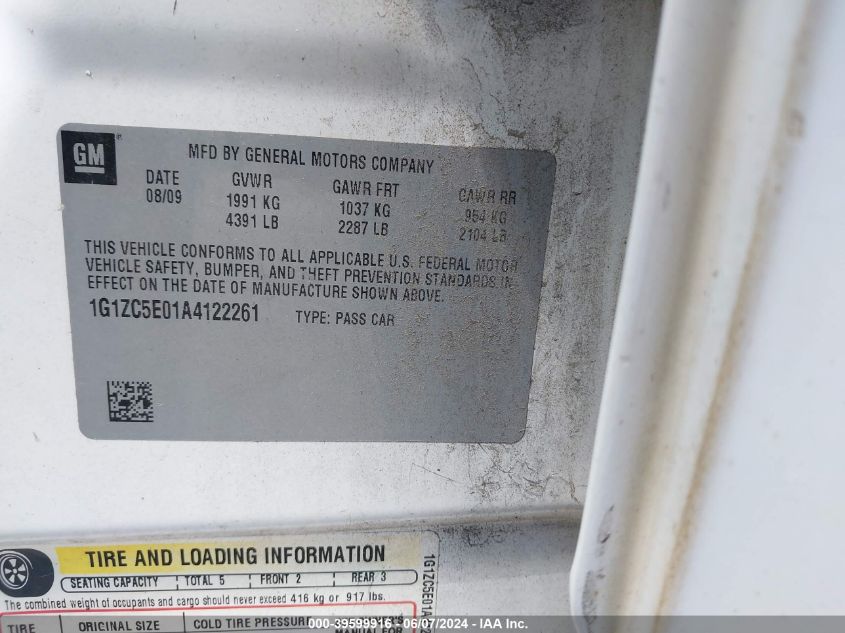 GM ®
MFD BY GENERAL MOTORS COMPANY
DATE GVWR GAWR FRT GAWR RR
08/09 1991 KG 1037 KG 954 KG
4391 LB 2287 LB 2104 LB
THIS VEHICLE CONFORMS TO ALL APPLICABLE U.S. FEDERAL MOTOR
VEHICLE SAFETY, BUMPER, AND THEFT PREVENTION STANDARDS IN
EFFECT ON THE DATE OF MANUFACTURE SHOWN ABOVE.
1G1ZC5E01A4122261 TYPE: PASS CAR
TIRE AND LOADING INFORMATION
SEATING CAPACITY TOTAL 5 FRONT 2 REAR 3
The combined weight of occupants and cargo should never exceed 416 kg or 917 lbs.
TIRE ORIGINAL SIZE COLD TIRE PRESSURE
MANUAL FOR
1G1ZC5E01A
000-39599916 - 06/07/2024 - IAA Inc.